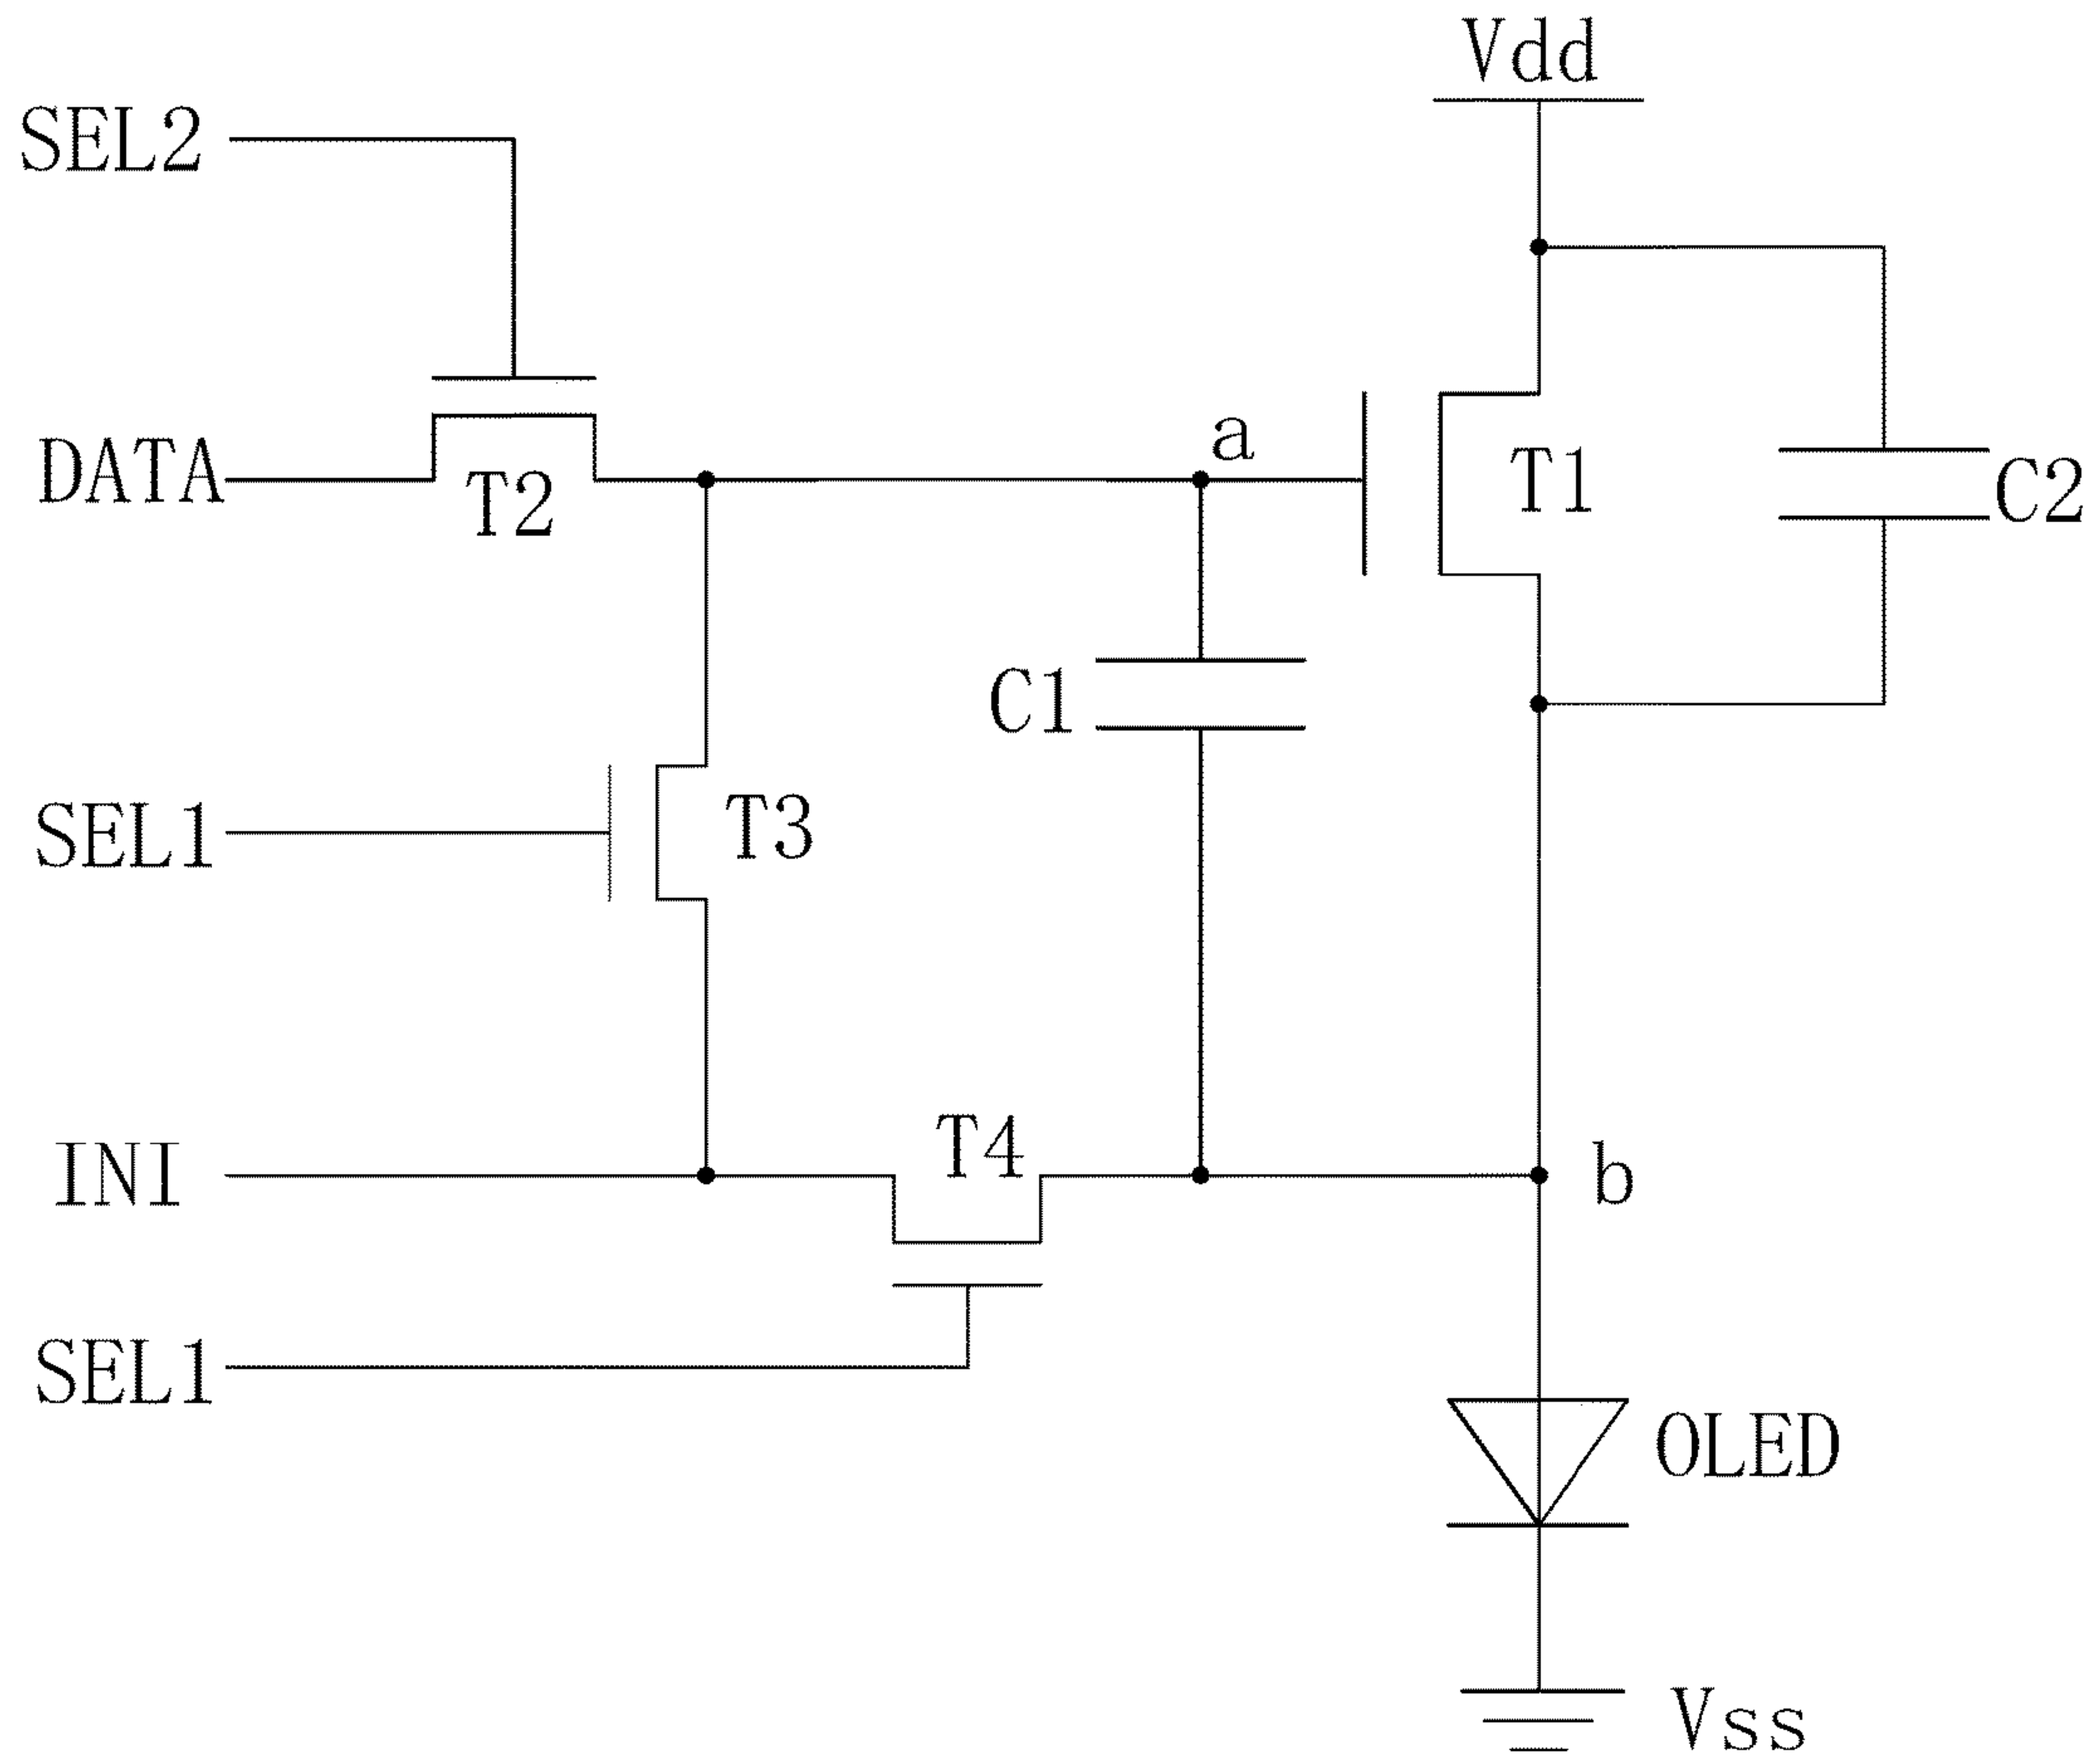 Vdd
SEL2
a
DATA
T2
T1
C2
C1
SEL1
T3
T4
INI
b
SEL1
OLED
Vss